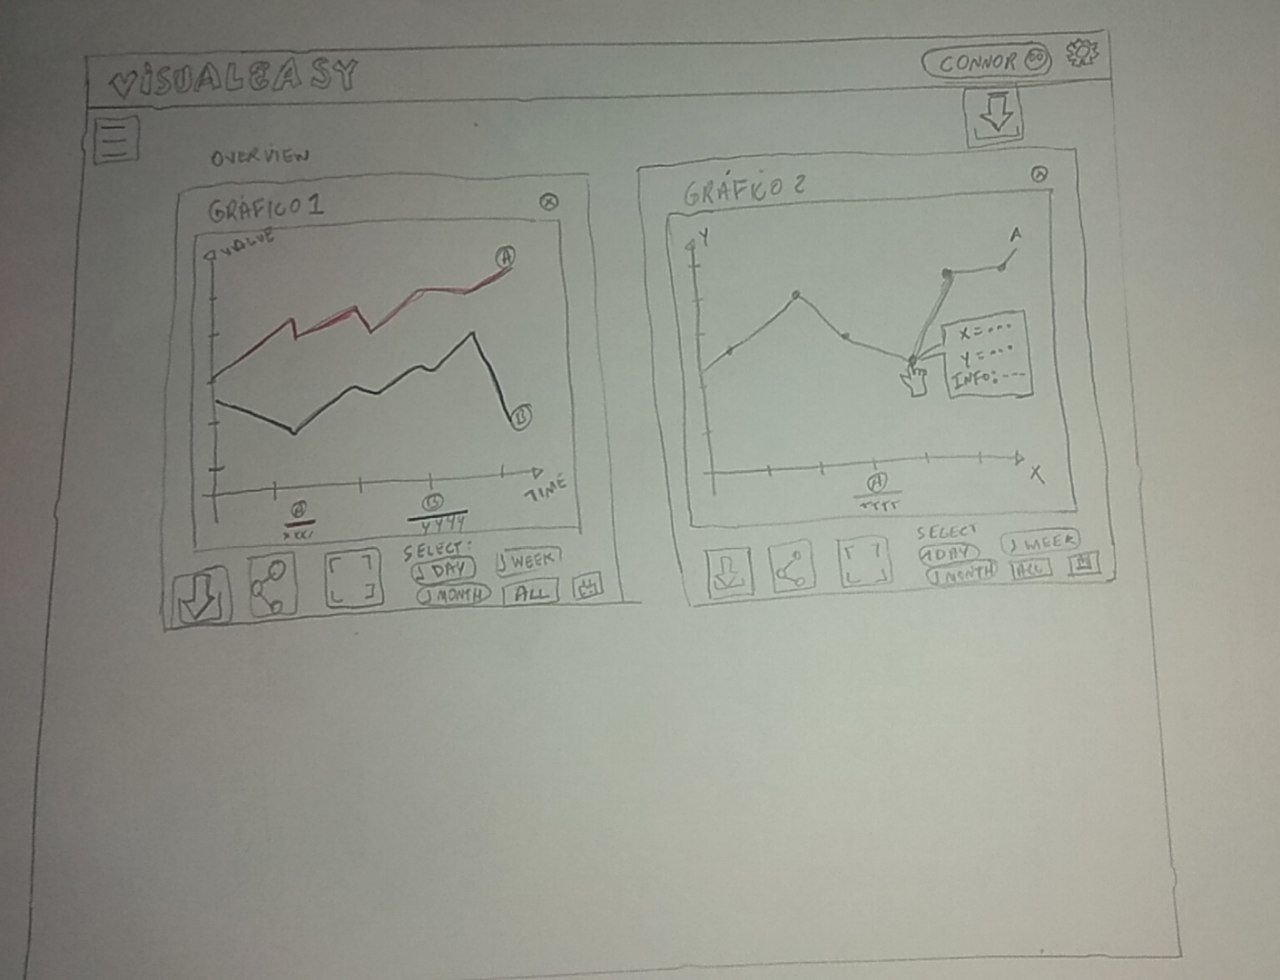 VISUALEASY
CONNOR
OVERVIEW
GRÁFICO 1
VALUE
A
B
TIME
A
B
YYYY
SELECT:
1 DAY
1 WEEK
1 MONTH
ALL
GRÁFICO 2
Y
A
X = ...
Y = ...
INFO: ---
X
A
YYYY
SELECT
1 DAY
1 WEEK
1 MONTH
ALL